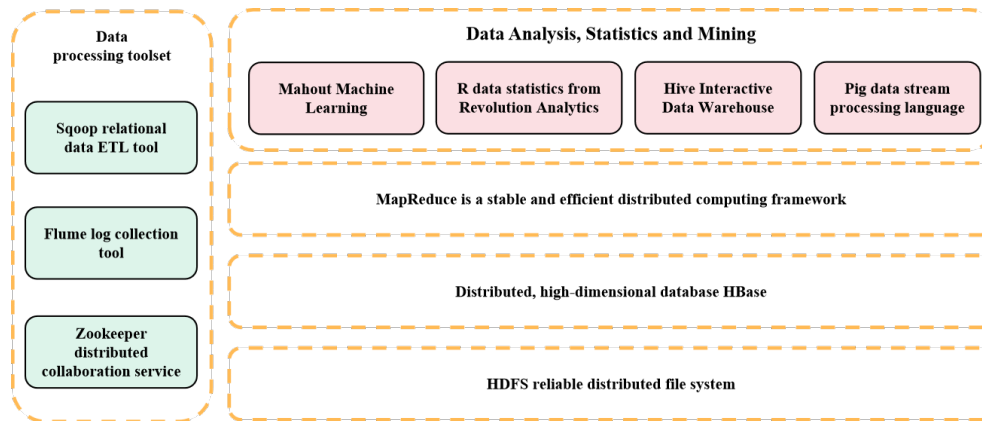 Data
processing toolset
Sqoop relational
data ETL tool
Flume log collection
tool
Zookeeper
distributed
collaboration service
Data Analysis, Statistics and Mining
Mahout Machine
Learning
R data statistics from
Revolution Analytics
Hive Interactive
Data Warehouse
Pig data stream
processing language
MapReduce is a stable and efficient distributed computing framework
Distributed, high-dimensional database HBase
HDFS reliable distributed file system